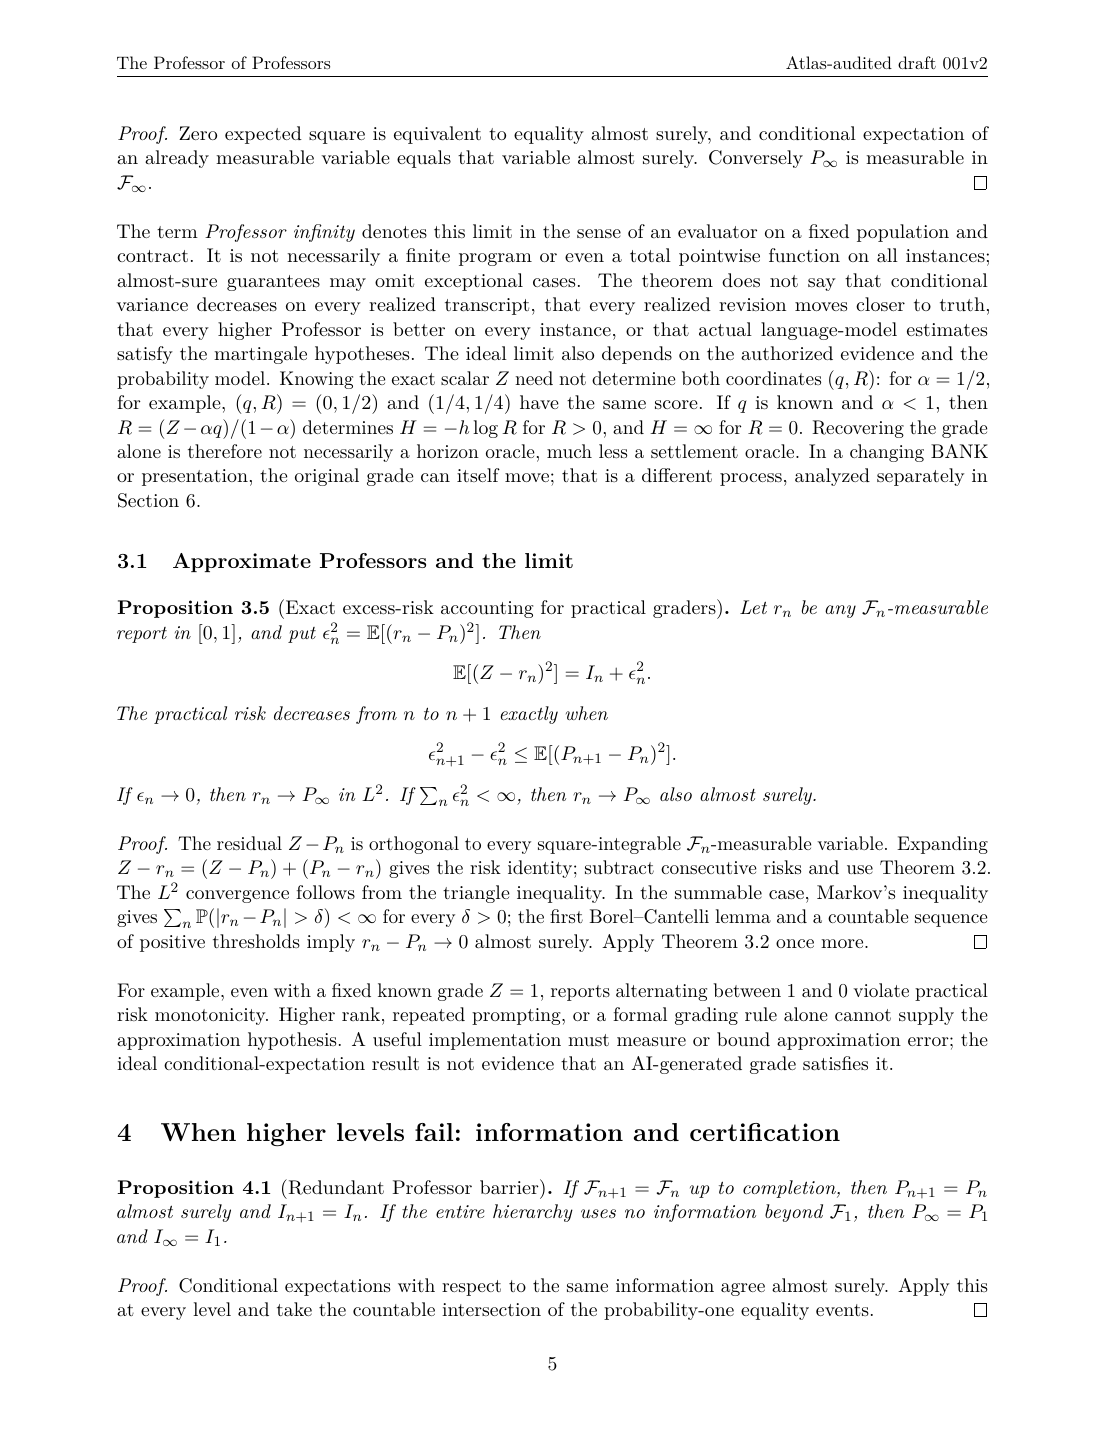 The Professor of Professors Atlas-audited draft 001v2
Proof. Zero expected square is equivalent to equality almost surely, and conditional expectation of
an already measurable variable equals that variable almost surely. Conversely P∞ is measurable in
ℱ∞. □
The term Professor infinity denotes this limit in the sense of an evaluator on a fixed population and
contract. It is not necessarily a finite program or even a total pointwise function on all instances;
almost-sure guarantees may omit exceptional cases. The theorem does not say that conditional
variance decreases on every realized transcript, that every realized revision moves closer to truth,
that every higher Professor is better on every instance, or that actual language-model estimates
satisfy the martingale hypotheses. The ideal limit also depends on the authorized evidence and the
probability model. Knowing the exact scalar Z need not determine both coordinates (q, R): for α = 1/2,
for example, (q, R) = (0, 1/2) and (1/4, 1/4) have the same score. If q is known and α < 1, then
R = (Z − αq)/(1 − α) determines H = −h log R for R > 0, and H = ∞ for R = 0. Recovering the grade
alone is therefore not necessarily a horizon oracle, much less a settlement oracle. In a changing BANK
or presentation, the original grade can itself move; that is a different process, analyzed separately in
Section 6.
3.1 Approximate Professors and the limit
Proposition 3.5 (Exact excess-risk accounting for practical graders). Let rₙ be any ℱₙ-measurable
report in [0, 1], and put ϵₙ² = 𝔼[(rₙ − Pₙ)²]. Then
𝔼[(Z − rₙ)²] = Iₙ + ϵₙ².
The practical risk decreases from n to n + 1 exactly when
ϵₙ₊₁² − ϵₙ² ≤ 𝔼[(Pₙ₊₁ − Pₙ)²].
If ϵₙ → 0, then rₙ → P∞ in L². If ∑ₙ ϵₙ² < ∞, then rₙ → P∞ also almost surely.
Proof. The residual Z − Pₙ is orthogonal to every square-integrable ℱₙ-measurable variable. Expanding
Z − rₙ = (Z − Pₙ) + (Pₙ − rₙ) gives the risk identity; subtract consecutive risks and use Theorem 3.2.
The L² convergence follows from the triangle inequality. In the summable case, Markov's inequality
gives ∑ₙ ℙ(|rₙ − Pₙ| > δ) < ∞ for every δ > 0; the first Borel–Cantelli lemma and a countable sequence
of positive thresholds imply rₙ − Pₙ → 0 almost surely. Apply Theorem 3.2 once more. □
For example, even with a fixed known grade Z = 1, reports alternating between 1 and 0 violate practical
risk monotonicity. Higher rank, repeated prompting, or a formal grading rule alone cannot supply the
approximation hypothesis. A useful implementation must measure or bound approximation error; the
ideal conditional-expectation result is not evidence that an AI-generated grade satisfies it.
4 When higher levels fail: information and certification
Proposition 4.1 (Redundant Professor barrier). If ℱₙ₊₁ = ℱₙ up to completion, then Pₙ₊₁ = Pₙ
almost surely and Iₙ₊₁ = Iₙ. If the entire hierarchy uses no information beyond ℱ₁, then P∞ = P₁
and I∞ = I₁.
Proof. Conditional expectations with respect to the same information agree almost surely. Apply this
at every level and take the countable intersection of the probability-one equality events. □
5